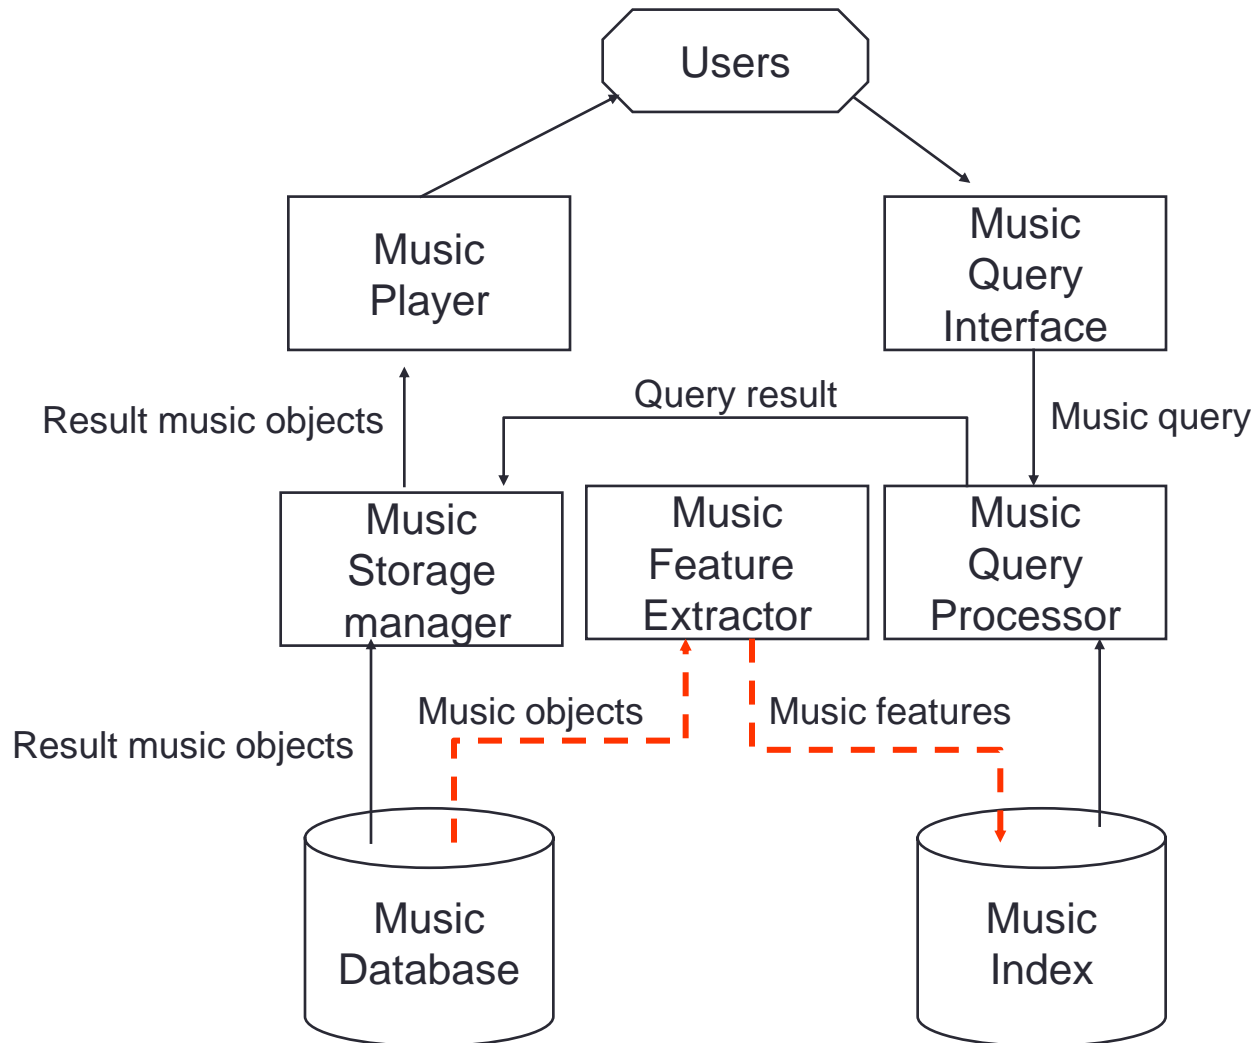 Users
Music
Player
Music
Query
Interface
Result music objects
Query result
Music query
Music
Storage
manager
Music
Feature
Extractor
Music
Query
Processor
Result music objects
Music objects
Music features
Music
Database
Music
Index